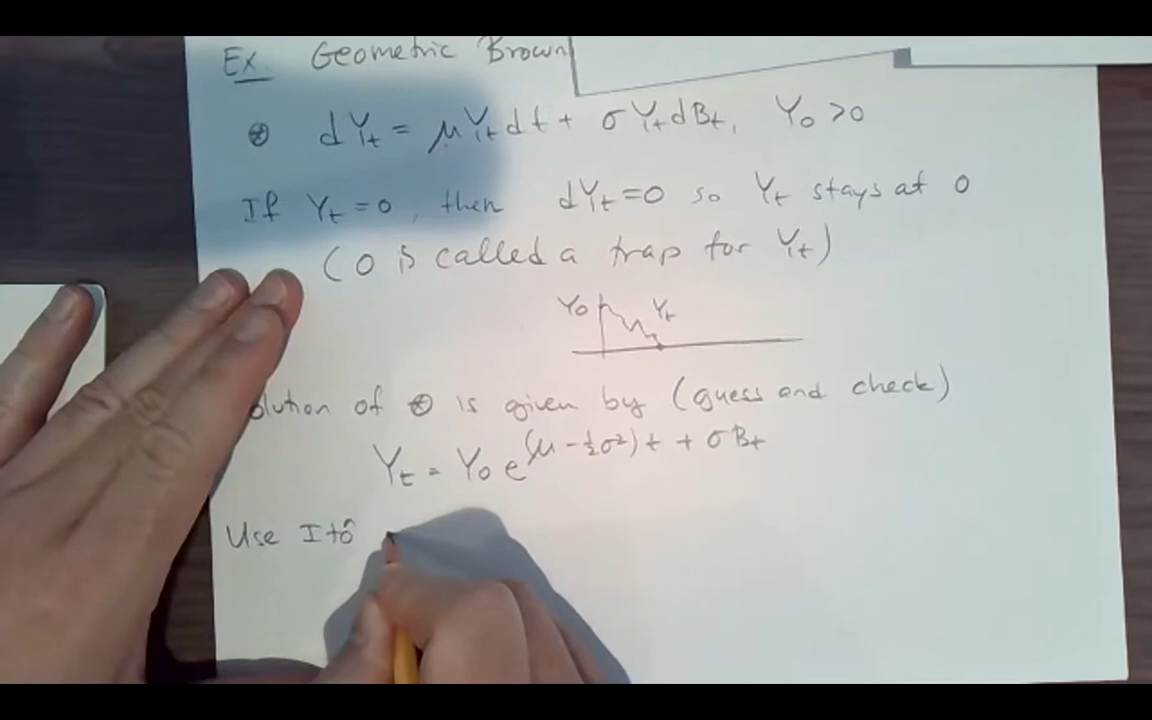 Ex. Geometric Brown
⊛ dY_t = μY_t dt + σY_t dB_t, Y_0 > 0
If Y_t = 0, then dY_t = 0 so Y_t stays at 0
(0 is called a trap for Y_t)
Y_0 Y_t
olution of ⊛ is given by (guess and check)
Y_t = Y_0 e^{(μ - ½σ²)t + σB_t}
Use Itô